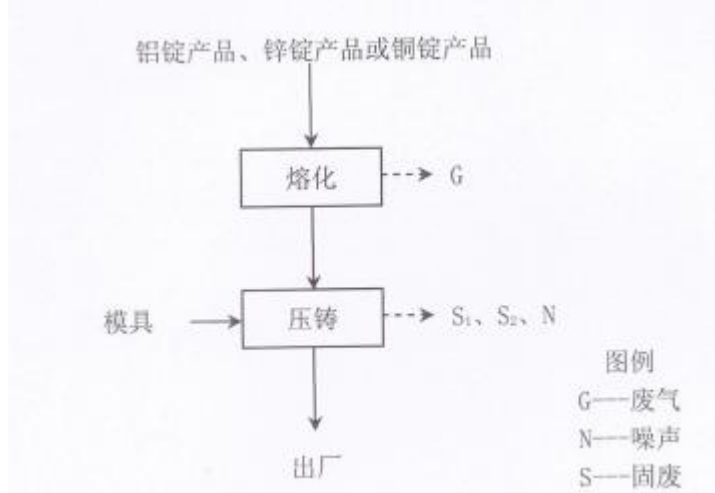 铝锭产品、锌锭产品或铜锭产品
熔化
G
模具
压铸
S₁、S₂、N
出厂
图例
G---废气
N---噪声
S---固废